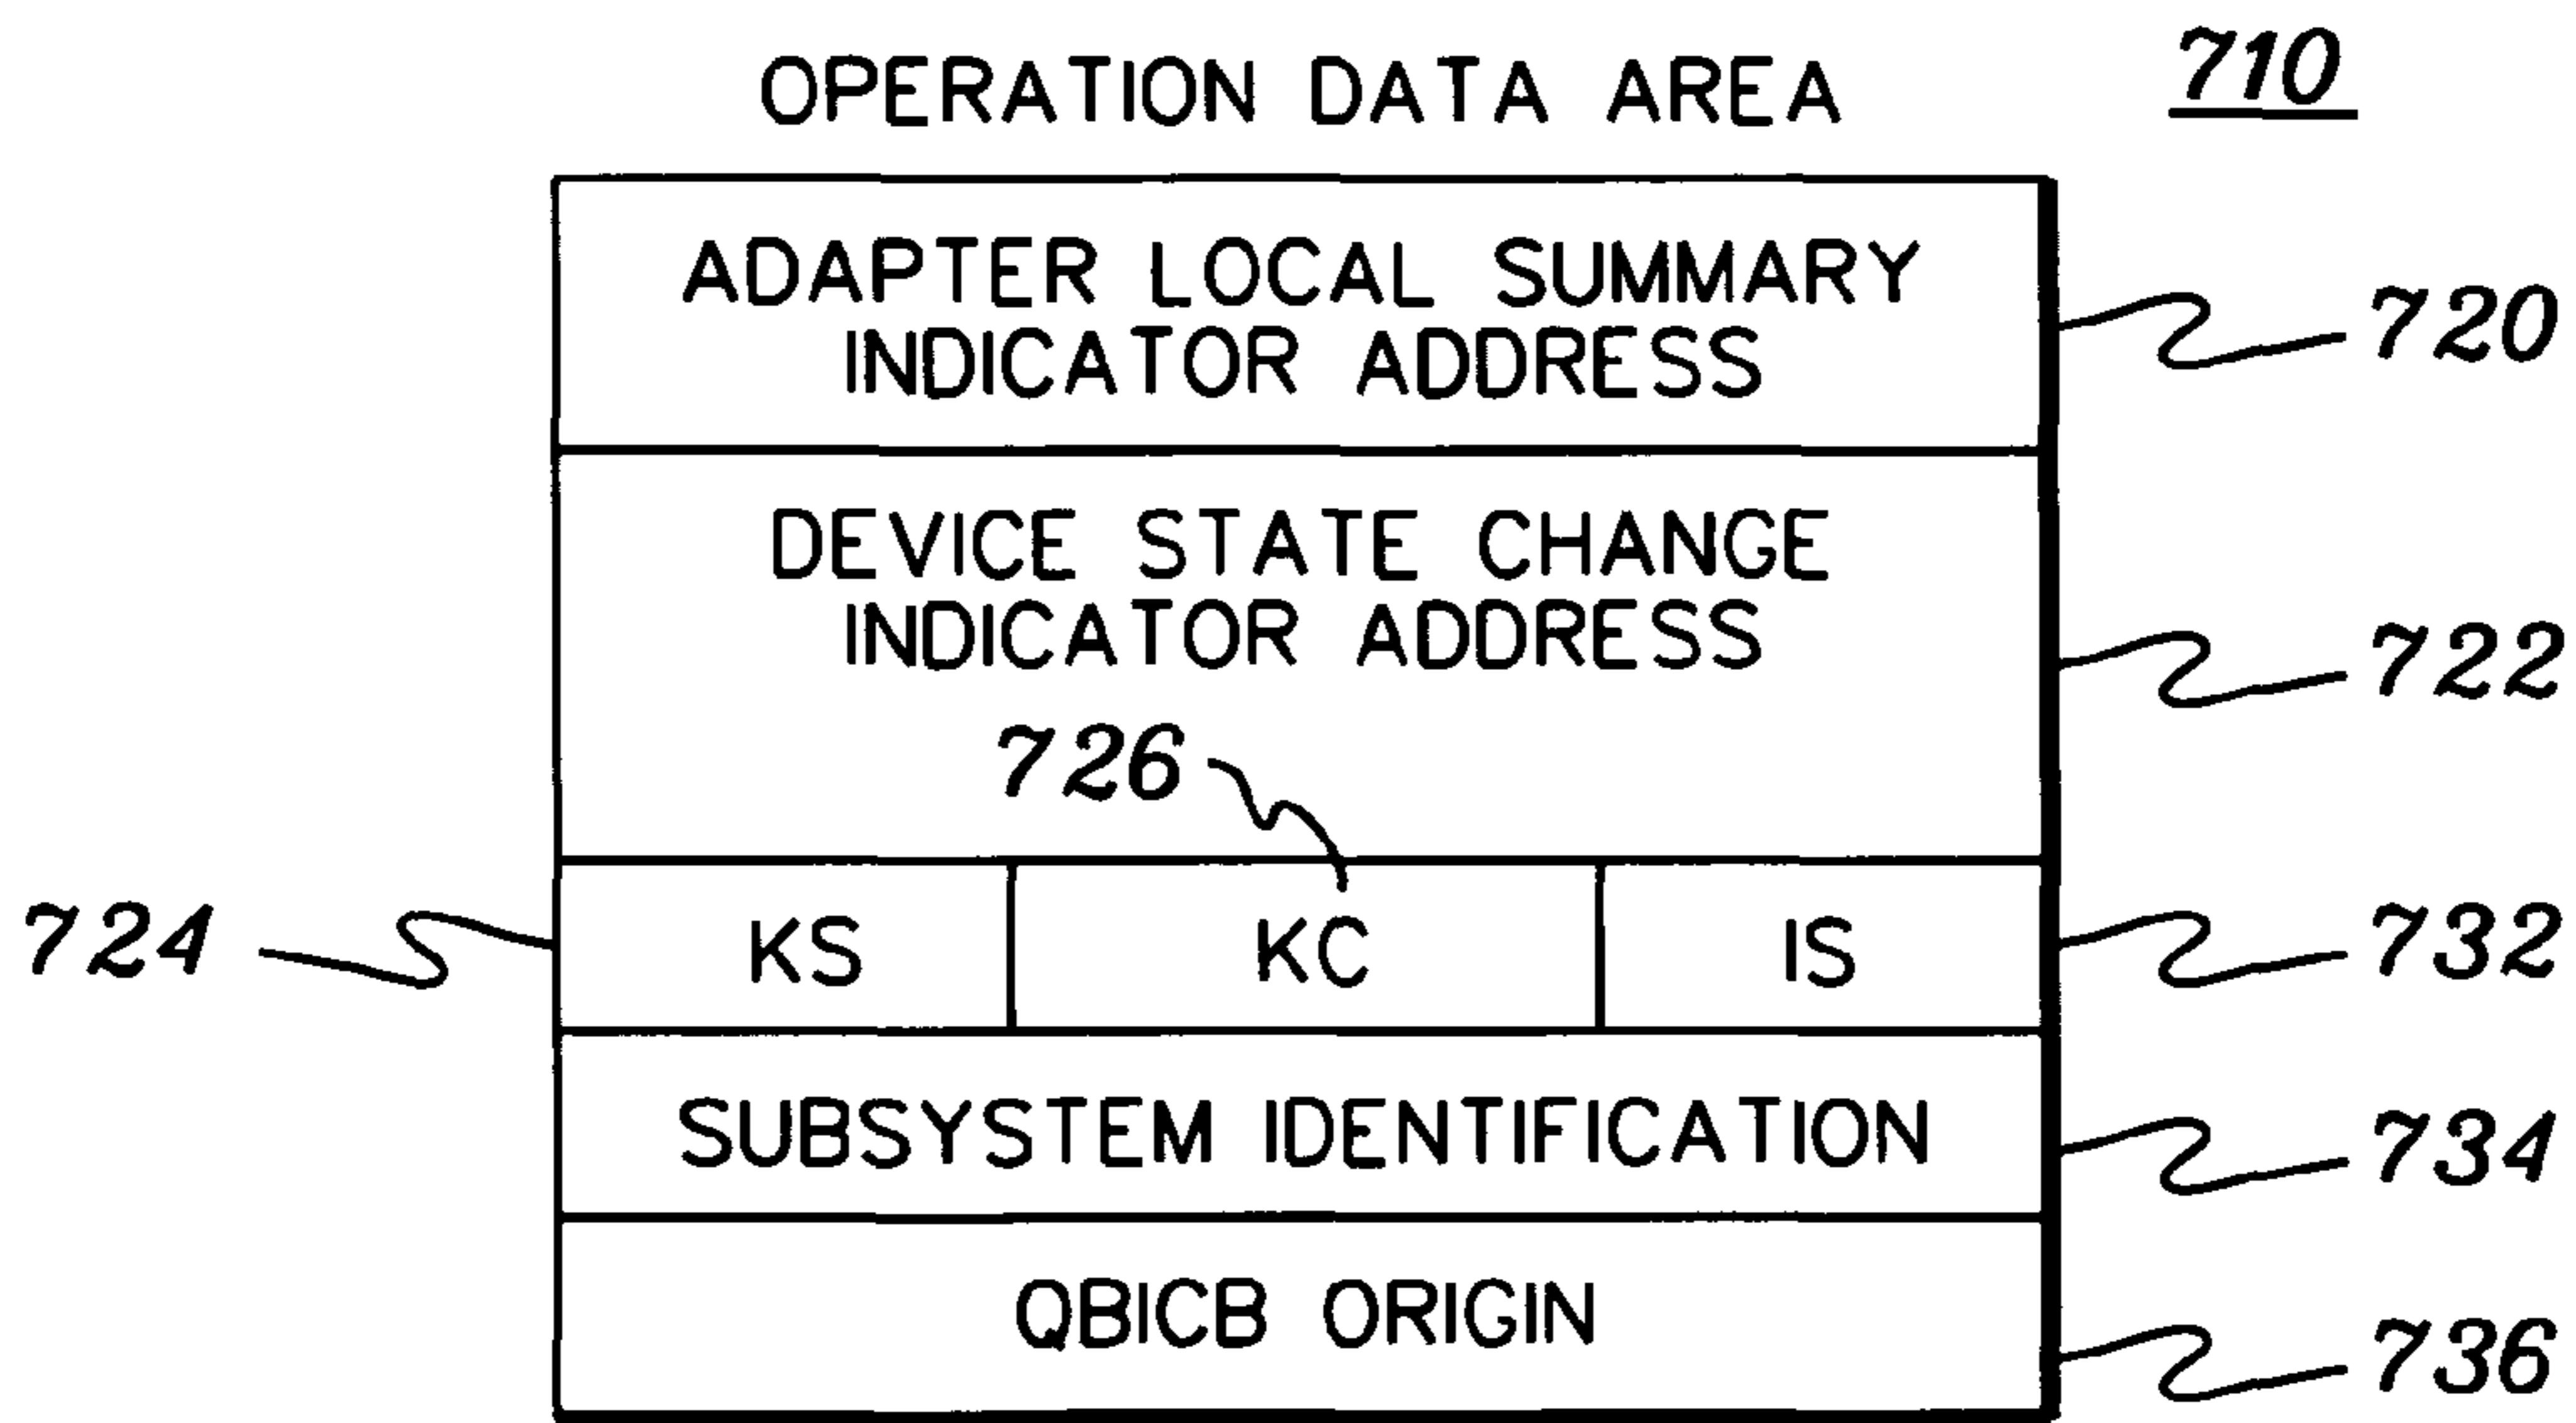 OPERATION DATA AREA
710
ADAPTER LOCAL SUMMARY
INDICATOR ADDRESS
720
DEVICE STATE CHANGE
INDICATOR ADDRESS
722
726
724
KS
KC
IS
732
SUBSYSTEM IDENTIFICATION
734
QBICB ORIGIN
736